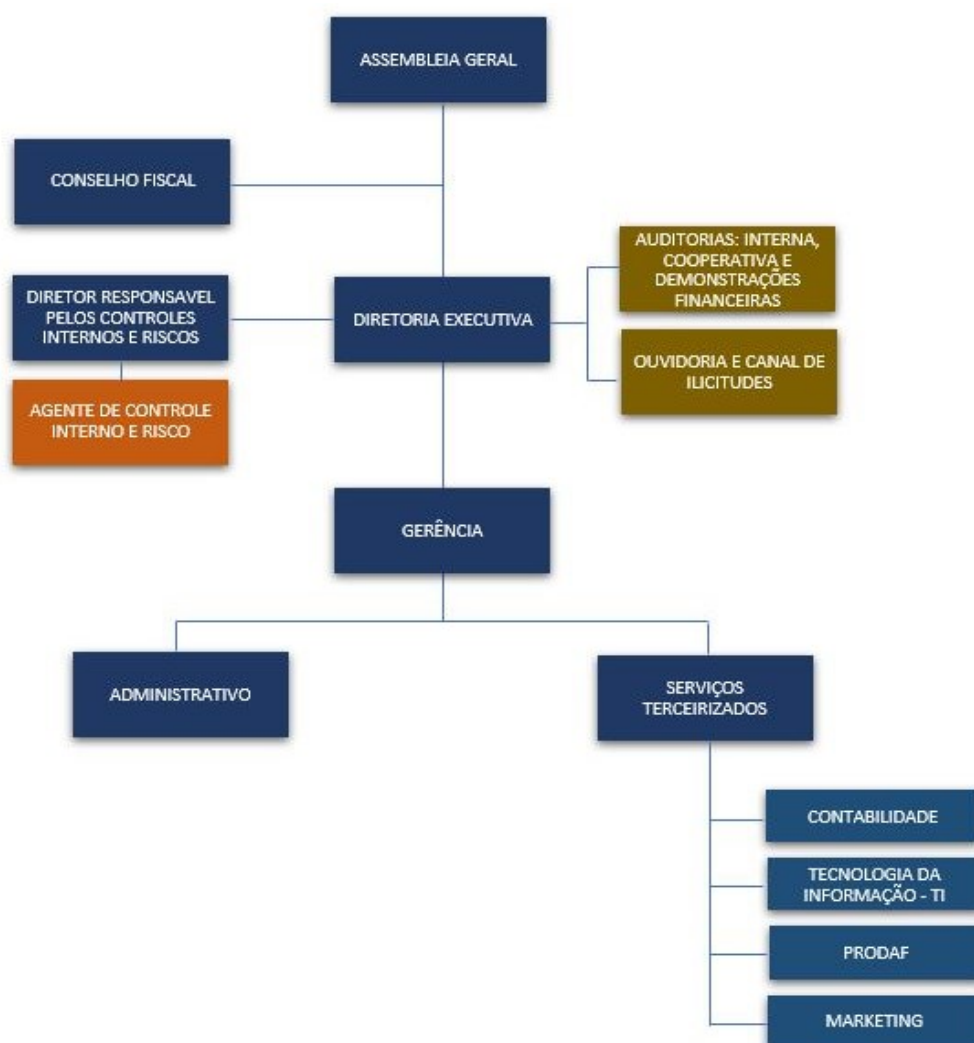 ASSEMBLEIA GERAL
CONSELHO FISCAL
AUDITORIAS: INTERNA,
COOPERATIVA E
DEMONSTRAÇÕES
FINANCEIRAS
DIRETOR RESPONSAVEL
PELOS CONTROLES
INTERNOS E RISCOS
DIRETORIA EXECUTIVA
OUVIDORIA E CANAL DE
ILICITUDES
AGENTE DE CONTROLE
INTERNO E RISCO
GERÊNCIA
ADMINISTRATIVO
SERVIÇOS
TERCEIRIZADOS
CONTABILIDADE
TECNOLOGIA DA
INFORMAÇÃO - TI
PRODAF
MARKETING